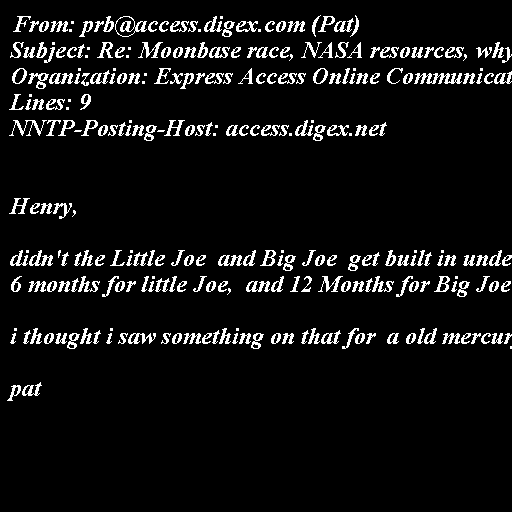 From: prb@access.digex.com (Pat)
Subject: Re: Moonbase race, NASA resources, why
Organization: Express Access Online Communicat
Lines: 9
NNTP-Posting-Host: access.digex.net
Henry,
didn't the Little Joe  and Big Joe  get built in unde
6 months for little Joe,  and 12 Months for Big Joe
i thought i saw something on that for  a old mercury
pat